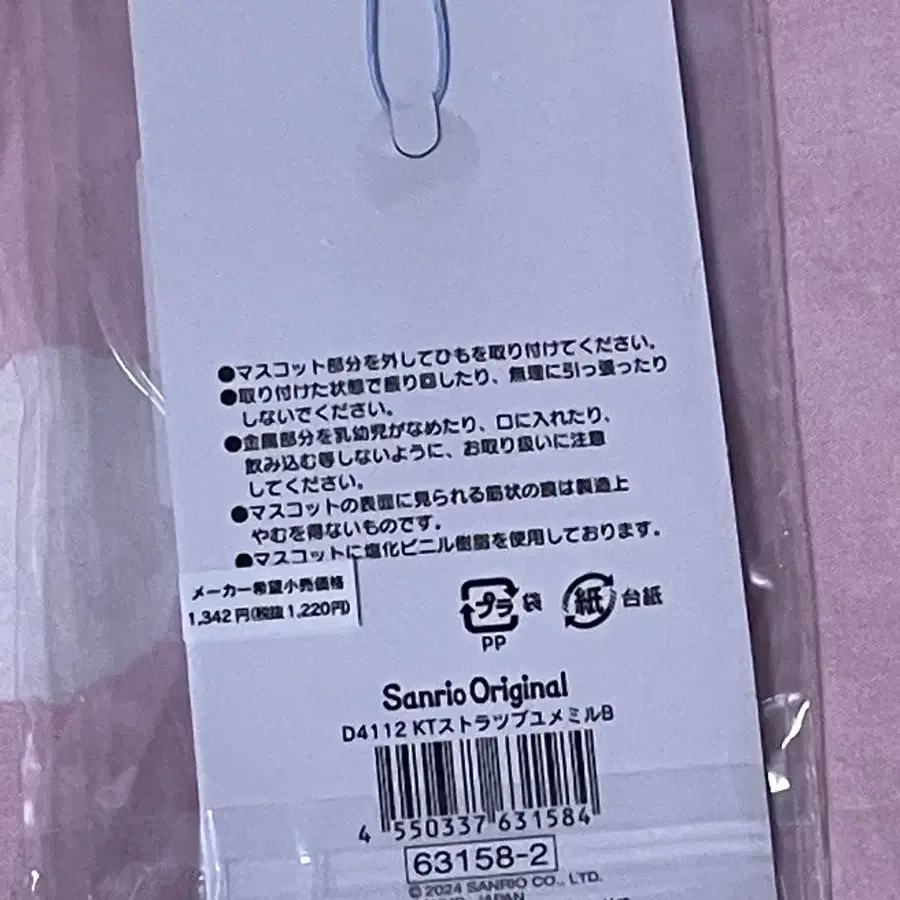 ●マスコット部分を外してひもを取り付けてください。
●取り付けた状態で振り回したり、無理に引っ張ったり
しないでください。
●金属部分を乳幼児がなめたり、口に入れたり、
飲み込む等しないように、お取り扱いに注意
してください。
●マスコットの表面に見られる筋状の痕は製造上
やむを得ないものです。
●マスコットに塩化ビニル樹脂を使用しております。
メーカー希望小売価格
1,342円(税抜1,220円)
プラ 袋
PP
紙 台紙
Sanrio Original
D4112 KTストラップユメミルB
4 550337 631584
63158-2
© 2024 SANRIO CO., LTD.
JAPAN